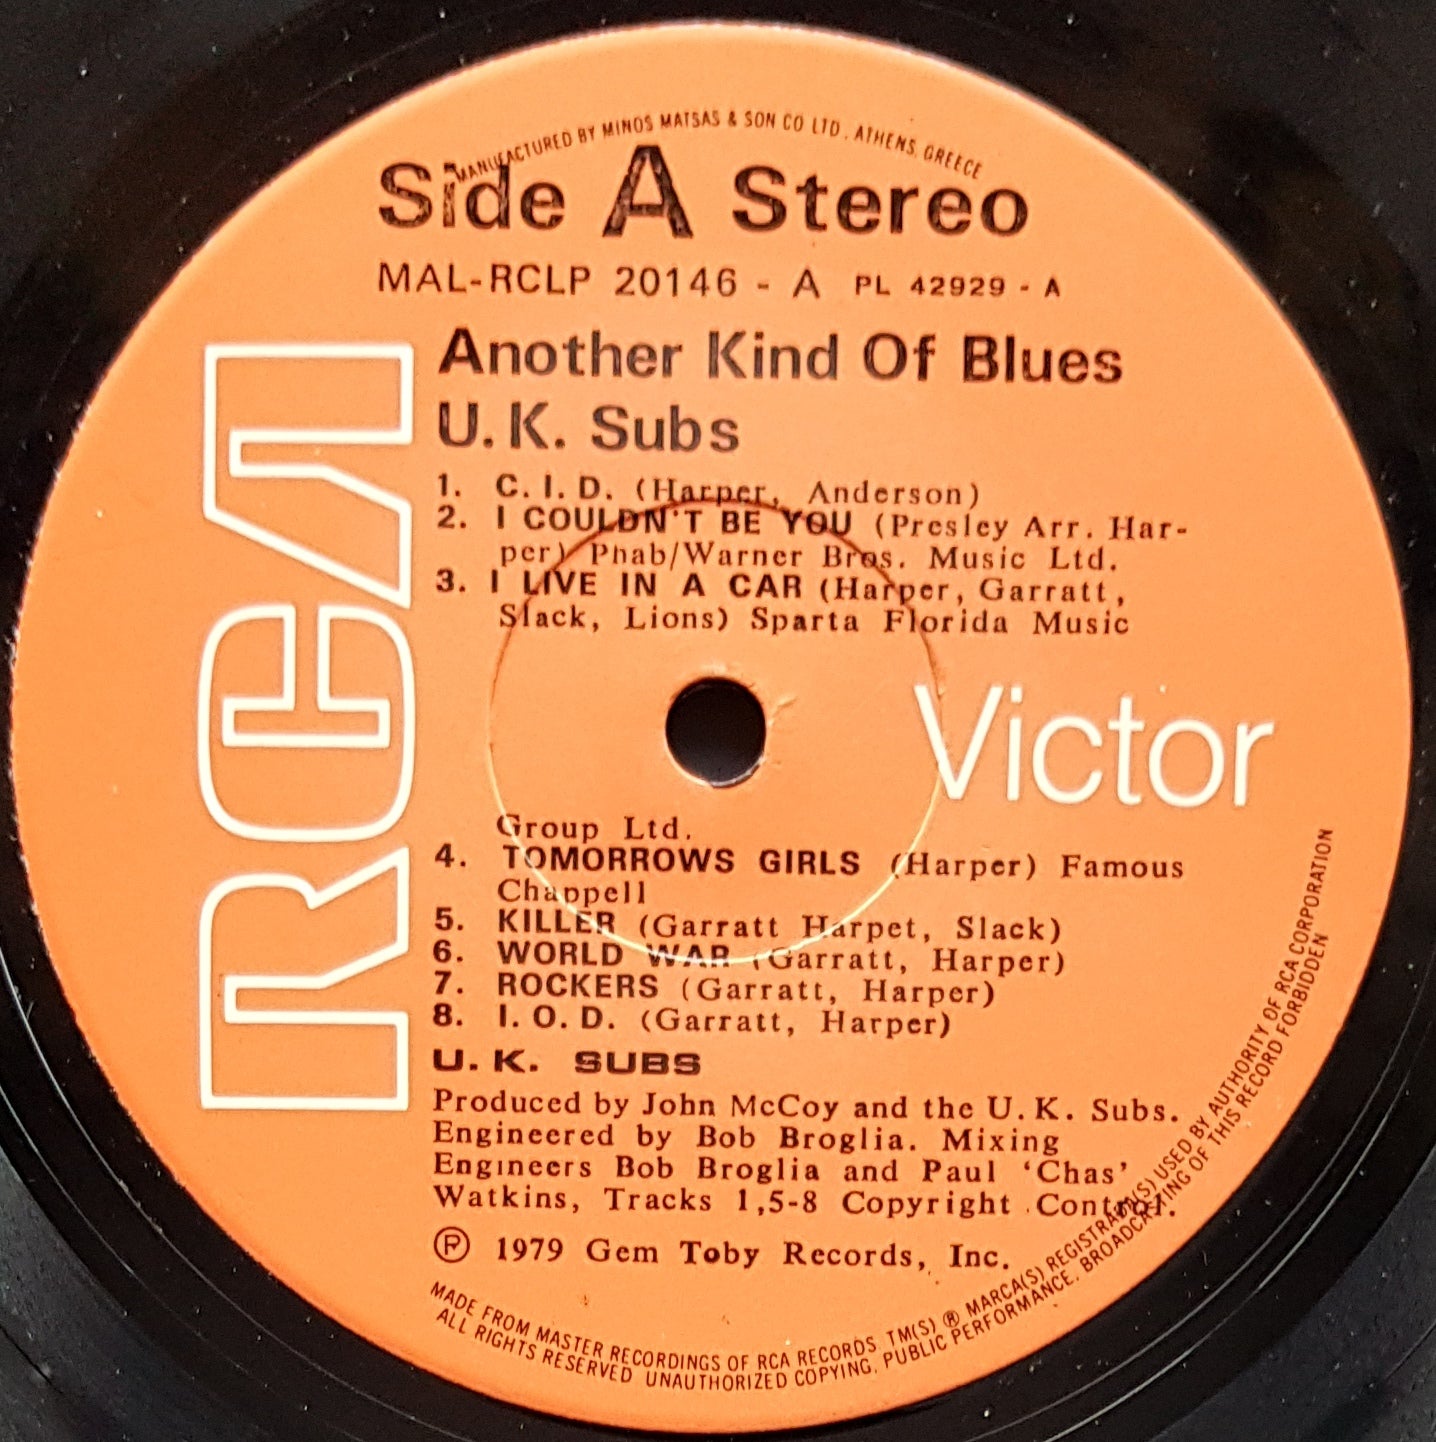 MANUFACTURED BY MINOS MATSAS & SON CO LTD. ATHENS, GREECE
Side A Stereo
MAL-RCLP 20146 - A PL 42929 - A
Another Kind Of Blues
U.K. Subs
1. C.I.D. (Harper, Anderson)
2. I COULDN'T BE YOU (Presley Arr. Har-
per) Phab/Warner Bros. Music Ltd.
3. I LIVE IN A CAR (Harper, Garratt,
Slack, Lions) Sparta Florida Music
RCA
Victor
Group Ltd.
4. TOMORROWS GIRLS (Harper) Famous
Chappell
5. KILLER (Garratt Harpet, Slack)
6. WORLD WAR (Garratt, Harper)
7. ROCKERS (Garratt, Harper)
8. I.O.D. (Garratt, Harper)
U.K. SUBS
Produced by John McCoy and the U.K. Subs.
Engineered by Bob Broglia. Mixing
Engineers Bob Broglia and Paul ‘Chas’
Watkins, Tracks 1,5-8 Copyright Control.
℗ 1979 Gem Toby Records, Inc.
MADE FROM MASTER RECORDINGS OF RCA RECORDS. TM(S) ® MARCA(S) REGISTRADA(S) USED BY AUTHORITY OF RCA CORPORATION
ALL RIGHTS RESERVED UNAUTHORIZED COPYING, PUBLIC PERFORMANCE, BROADCASTING OF THIS RECORD FORBIDDEN